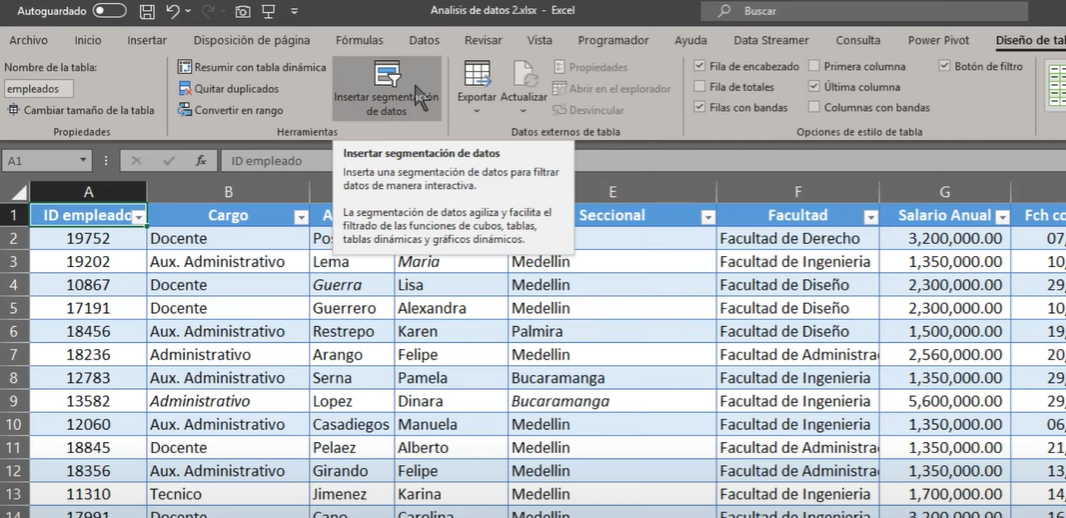 Autoguardado Analisis de datos 2.xlsx - Excel Buscar
Archivo Inicio Insertar Disposición de página Fórmulas Datos Revisar Vista Programador Ayuda Data Streamer Consulta Power Pivot Diseño de
Nombre de la tabla:
empleados
Cambiar tamaño de la tabla
Propiedades
Resumir con tabla dinámica
Quitar duplicados
Convertir en rango
Insertar segmentación
de datos
Herramientas
Exportar Actualizar
Propiedades
Abrir en el explorador
Desvincular
Datos externos de tabla
Fila de encabezado Primera columna Botón de filtro
Fila de totales Última columna
Filas con bandas Columnas con bandas
Opciones de estilo de tabla
A1 fx ID empleado
Insertar segmentación de datos
Inserta una segmentación de datos para filtrar
datos de manera interactiva.
La segmentación de datos agiliza y facilita el
filtrado de las funciones de cubos, tablas,
tablas dinámicas y gráficos dinámicos.
A B E F G
1 ID empleado Cargo A Seccional Facultad Salario Anual Fch
2 19752 Docente Facultad de Derecho 3,200,000.00 07,
3 19202 Aux. Administrativo Lema Maria Medellin Facultad de Ingenieria 1,350,000.00 10,
4 10867 Docente Guerra Lisa Medellin Facultad de Diseño 2,300,000.00 29,
5 17191 Docente Guerrero Alexandra Medellin Facultad de Diseño 2,300,000.00 10,
6 18456 Aux. Administrativo Restrepo Karen Palmira Facultad de Diseño 1,500,000.00 19,
7 18236 Administrativo Arango Felipe Medellin Facultad de Administra 2,560,000.00 20,
8 12783 Aux. Administrativo Serna Pamela Bucaramanga Facultad de Ingenieria 1,350,000.00 29,
9 13582 Administrativo Lopez Dinara Bucaramanga Facultad de Ingenieria 5,600,000.00 29,
10 12060 Aux. Administrativo Casadiegos Manuela Medellin Facultad de Ingenieria 1,350,000.00 06,
11 18845 Docente Pelaez Alberto Medellin Facultad de Administra 1,350,000.00 21,
12 18356 Aux. Administrativo Girando Felipe Medellin Facultad de Administra 1,350,000.00 13,
13 11310 Tecnico Jimenez Karina Medellin Facultad de Ingenieria 1,700,000.00 14,
14 17991 Docente Cano Carolina Medellin Facultad de Ingenieria 3,200,000.00 16